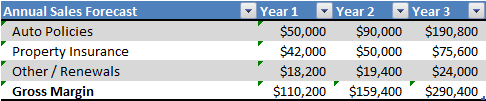 Annual Sales Forecast Year 1 Year 2 Year 3
Auto Policies $50,000 $90,000 $190,800
Property Insurance $42,000 $50,000 $75,600
Other / Renewals $18,200 $19,400 $24,000
Gross Margin $110,200 $159,400 $290,400